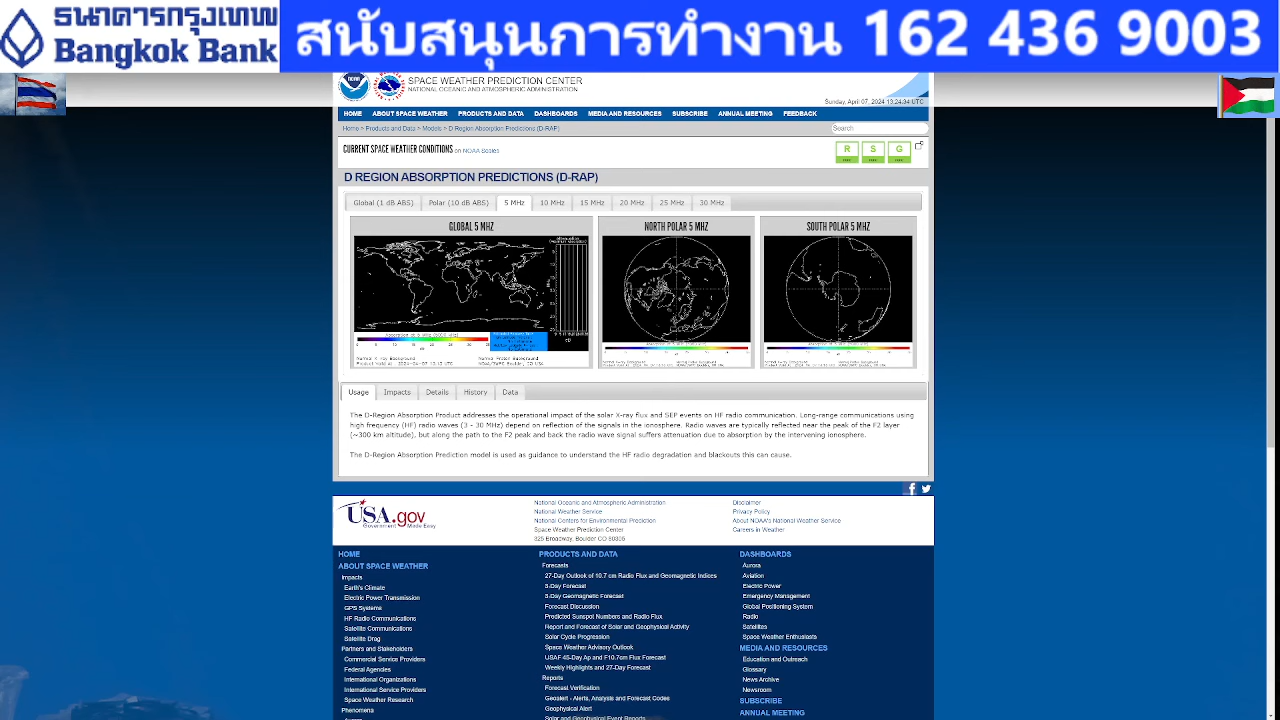 ธนาคารกรุงเทพ
Bangkok Bank
สนับสนุนการทำงาน 162 436 9003
SPACE WEATHER PREDICTION CENTER
NATIONAL OCEANIC AND ATMOSPHERIC ADMINISTRATION
Sunday, April 07, 2024 13:24:34 UTC
HOME ABOUT SPACE WEATHER PRODUCTS AND DATA DASHBOARDS MEDIA AND RESOURCES SUBSCRIBE ANNUAL MEETING FEEDBACK
Home > Products and Data > Models > D Region Absorption Predictions (D-RAP)
Search
CURRENT SPACE WEATHER CONDITIONS on NOAA Scales
R S G
D REGION ABSORPTION PREDICTIONS (D-RAP)
Global (1 dB ABS) Polar (10 dB ABS) 5 MHz 10 MHz 15 MHz 20 MHz 25 MHz 30 MHz
GLOBAL 5 MHZ
NORTH POLAR 5 MHZ
SOUTH POLAR 5 MHZ
Normal X-ray Background
Normal Proton Background
NOAA/SWPC Boulder, CO USA
Usage Impacts Details History Data
The D-Region Absorption Product addresses the operational impact of the solar X-ray flux and SEP events on HF radio communication. Long-range communications using
high frequency (HF) radio waves (3 - 30 MHz) depend on reflection of the signals in the ionosphere. Radio waves are typically reflected near the peak of the F2 layer
(~300 km altitude), but along the path to the F2 peak and back the radio wave signal suffers attenuation due to absorption by the intervening ionosphere.
The D-Region Absorption Prediction model is used as guidance to understand the HF radio degradation and blackouts this can cause.
USA.gov
Government Made Easy
National Oceanic and Atmospheric Administration
National Weather Service
National Centers for Environmental Prediction
Space Weather Prediction Center
325 Broadway, Boulder CO 80305
Disclaimer
Privacy Policy
About NOAA's National Weather Service
Careers in Weather
HOME
ABOUT SPACE WEATHER
Impacts
Earth's Climate
Electric Power Transmission
GPS Systems
HF Radio Communications
Satellite Communications
Satellite Drag
Partners and Stakeholders
Commercial Service Providers
Federal Agencies
International Organizations
International Service Providers
Space Weather Research
Phenomena
Aurora
PRODUCTS AND DATA
Forecasts
27-Day Outlook of 10.7 cm Radio Flux and Geomagnetic Indices
3-Day Forecast
3-Day Geomagnetic Forecast
Forecast Discussion
Predicted Sunspot Numbers and Radio Flux
Report and Forecast of Solar and Geophysical Activity
Solar Cycle Progression
Space Weather Advisory Outlook
USAF 45-Day Ap and F10.7cm Flux Forecast
Weekly Highlights and 27-Day Forecast
Reports
Forecast Verification
Geoalert - Alerts, Analysis and Forecast Codes
Geophysical Alert
Solar and Geophysical Event Reports
DASHBOARDS
Aurora
Aviation
Electric Power
Emergency Management
Global Positioning System
Radio
Satellites
Space Weather Enthusiasts
MEDIA AND RESOURCES
Education and Outreach
Glossary
News Archive
Newsroom
SUBSCRIBE
ANNUAL MEETING